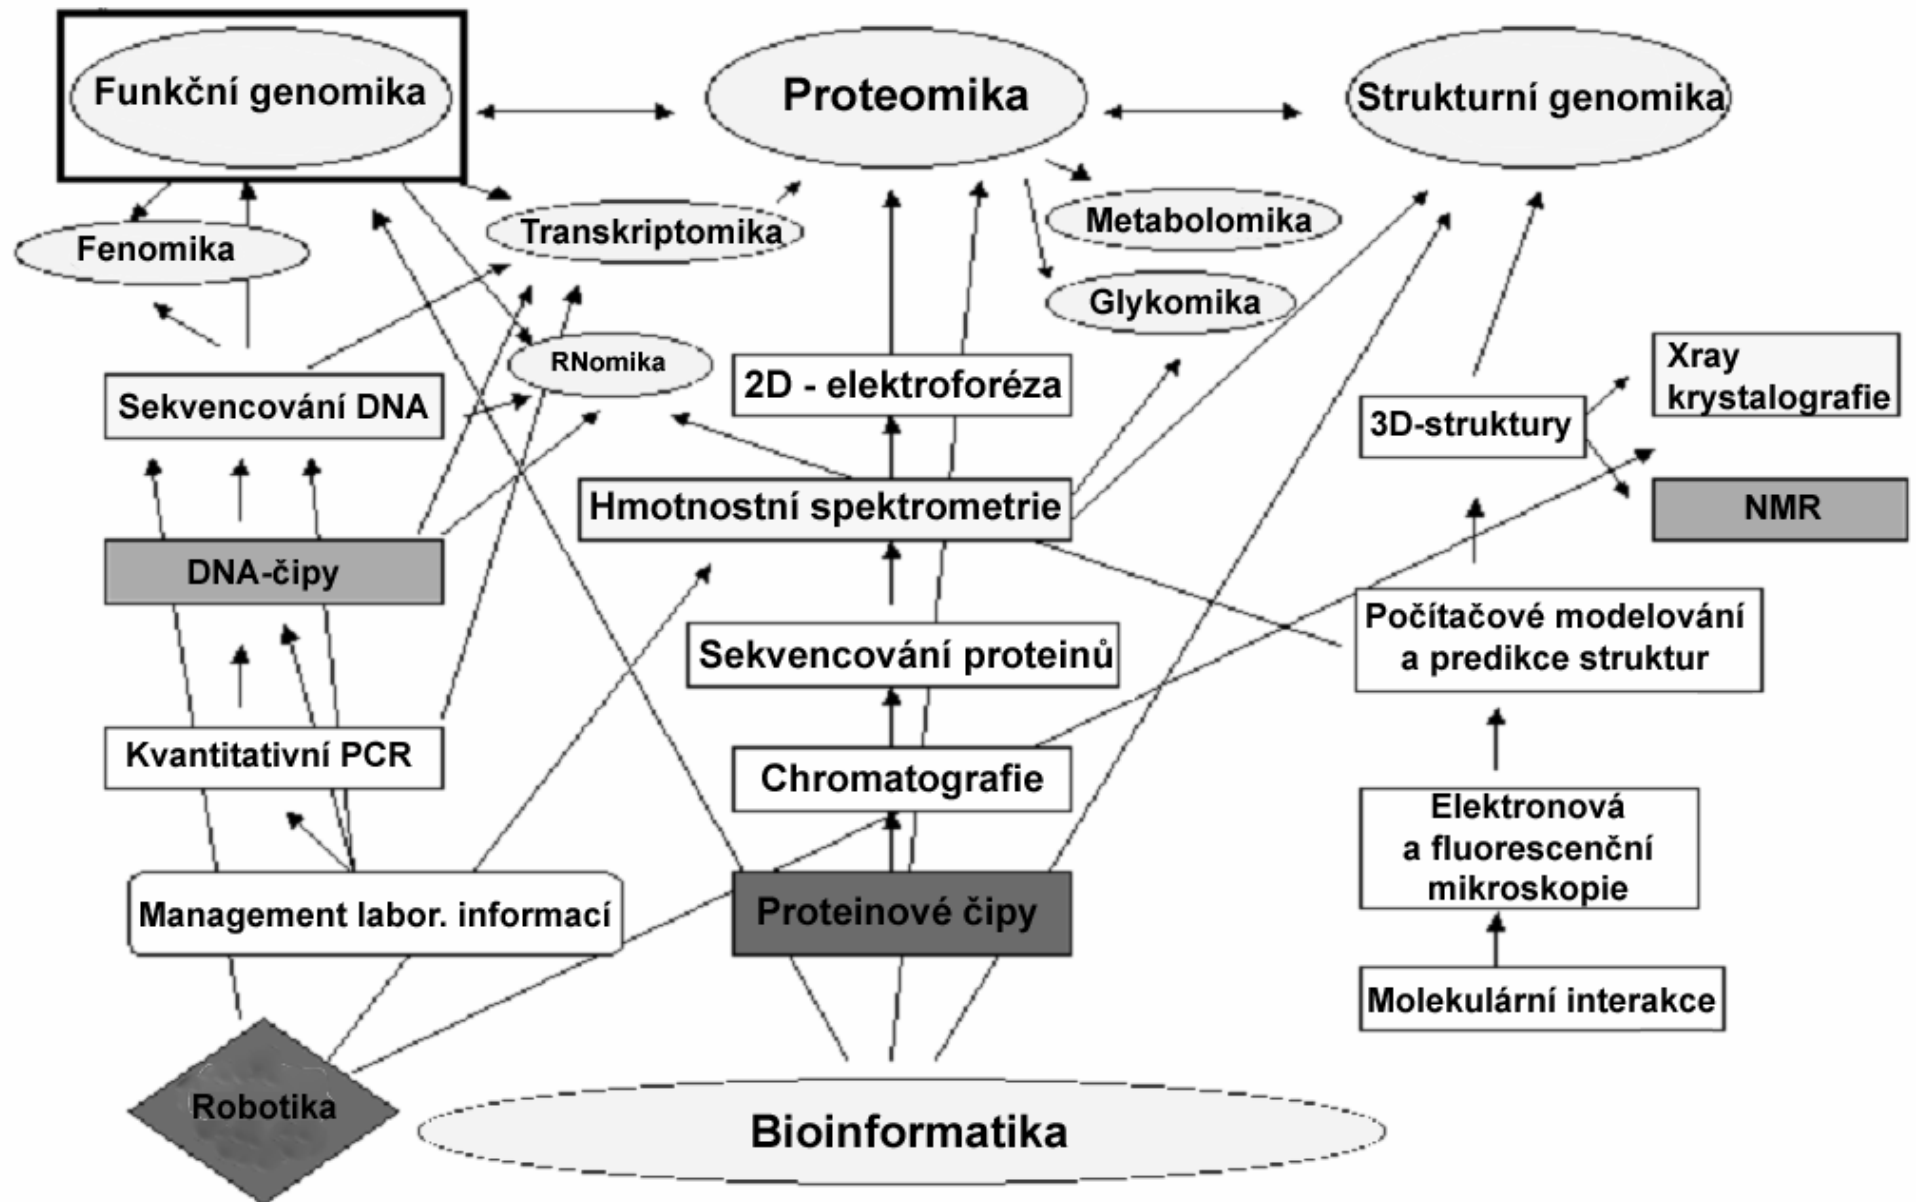 Funkční genomika
Proteomika
Strukturní genomika
Fenomika
Transkriptomika
Metabolomika
Glykomika
RNomika
Sekvencování DNA
2D - elektroforéza
3D-struktury
Xray
krystalografie
Hmotnostní spektrometrie
NMR
DNA-čipy
Sekvencování proteinů
Počítačové modelování
a predikce struktur
Kvantitativní PCR
Chromatografie
Elektronová
a fluorescenční
mikroskopie
Management labor. informací
Proteinové čipy
Molekulární interakce
Robotika
Bioinformatika